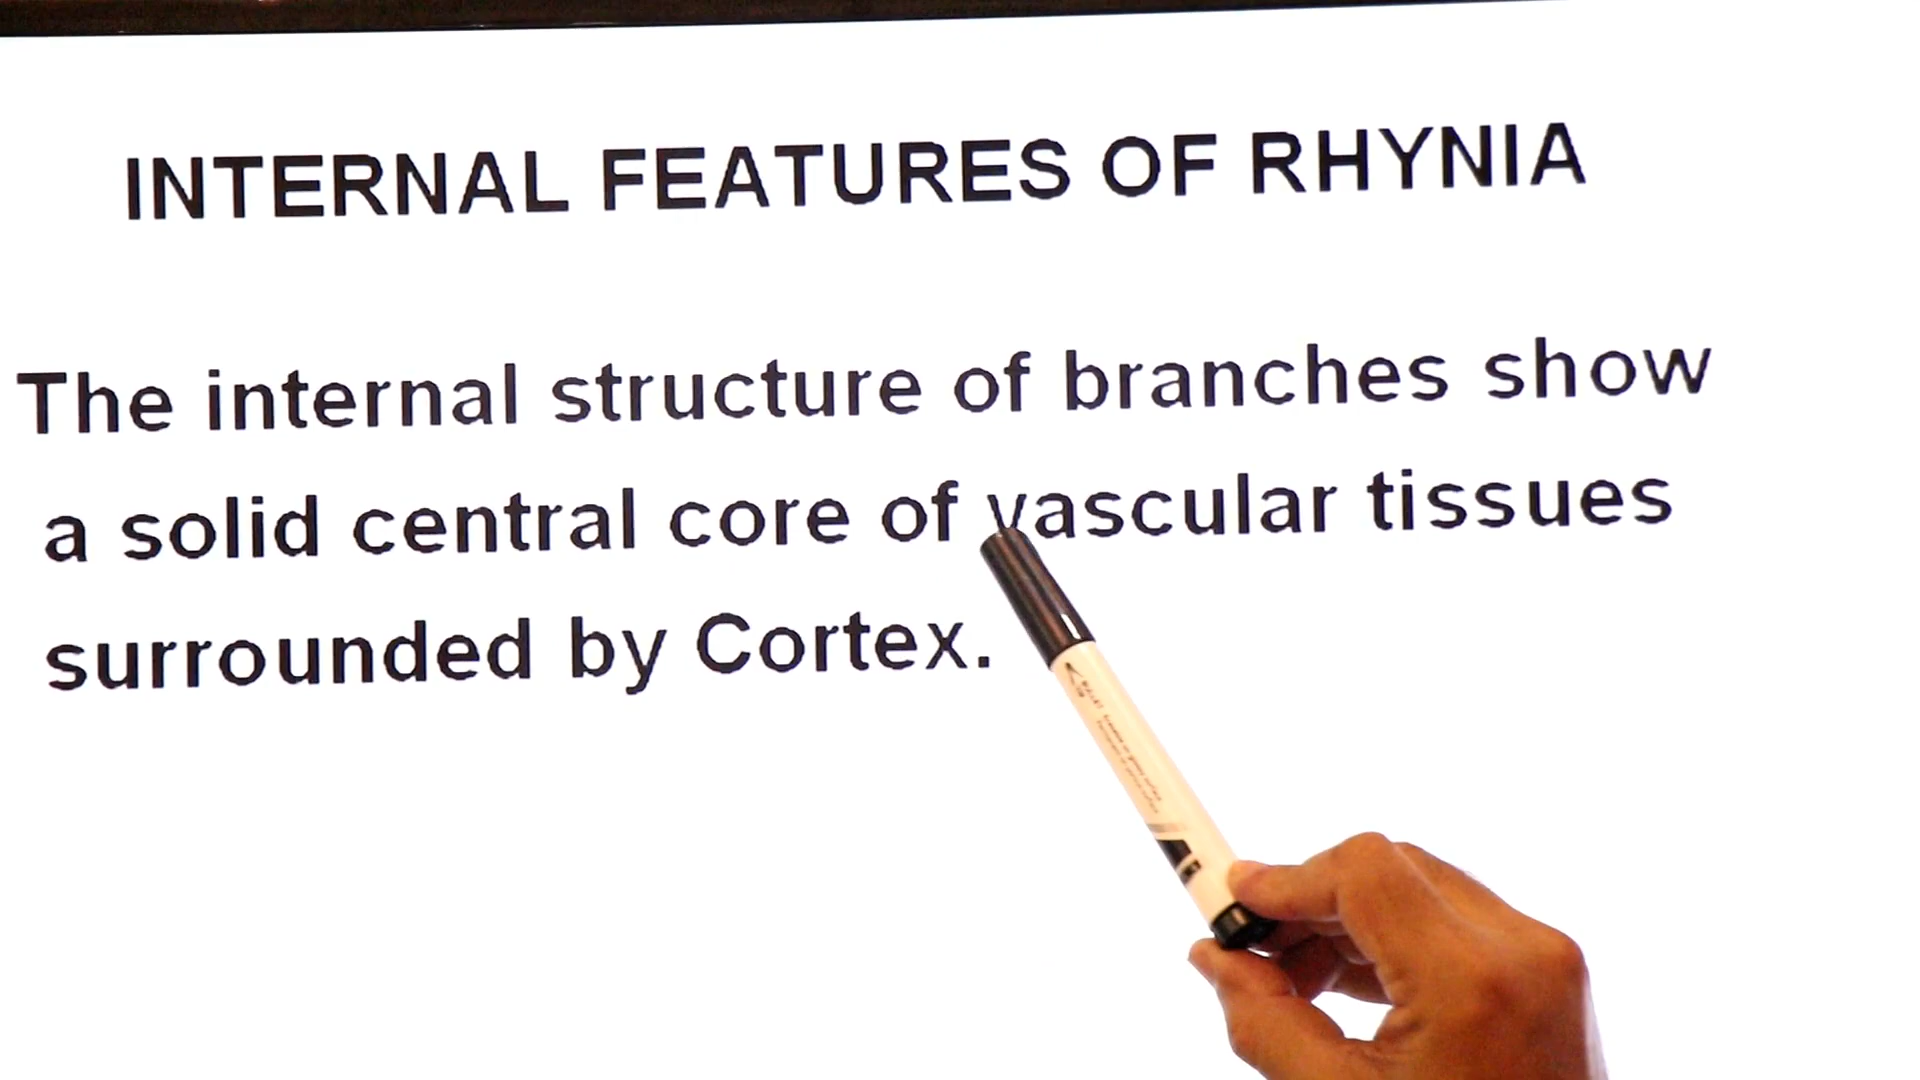 INTERNAL FEATURES OF RHYNIA
The internal structure of branches show
a solid central core of vascular tissues
surrounded by Cortex.